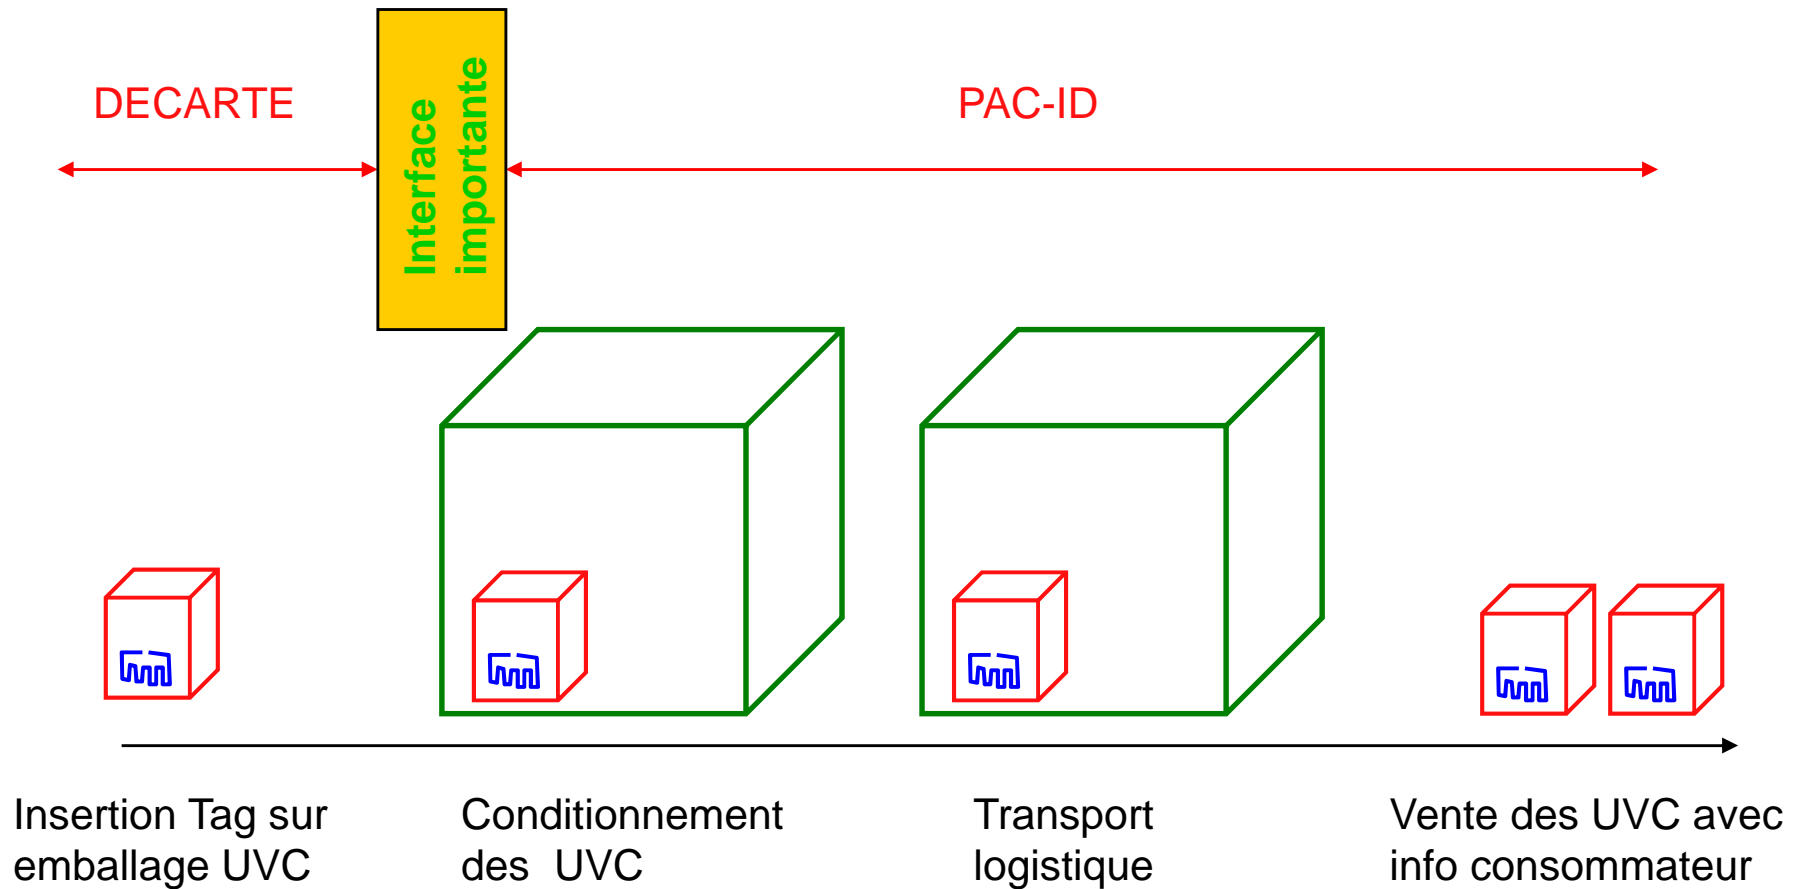 DECARTE
Interface
importante
PAC-ID
Insertion Tag sur
emballage UVC
Conditionnement
des  UVC
Transport
logistique
Vente des UVC avec
info consommateur